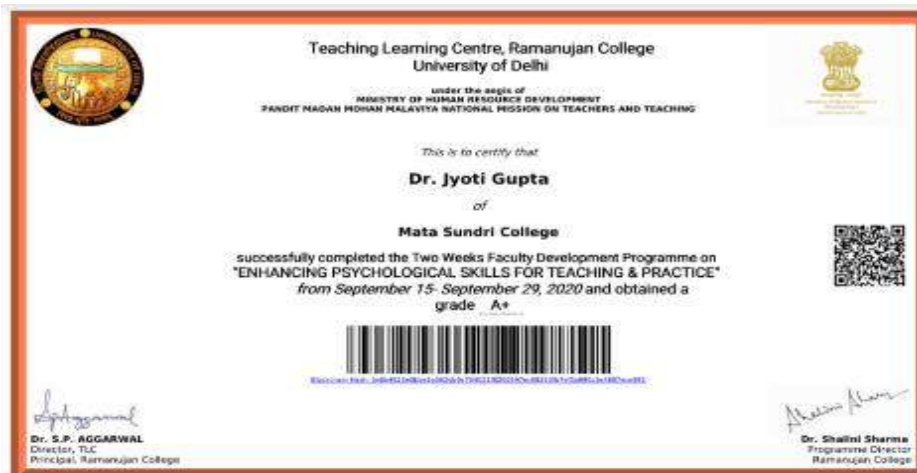 Teaching Learning Centre, Ramanujan College
University of Delhi
under the aegis of
MINISTRY OF HUMAN RESOURCE DEVELOPMENT
PANDIT MADAN MOHAN MALAVIYA NATIONAL MISSION ON TEACHERS AND TEACHING
This is to certify that
Dr. Jyoti Gupta
of
Mata Sundri College
successfully completed the Two Weeks Faculty Development Programme on
"ENHANCING PSYCHOLOGICAL SKILLS FOR TEACHING & PRACTICE"
from September 15- September 29, 2020 and obtained a
grade A+
Dr. S.P. AGGARWAL
Director, TLC
Principal, Ramanujan College
Dr. Shalini Sharma
Programme Director
Ramanujan College